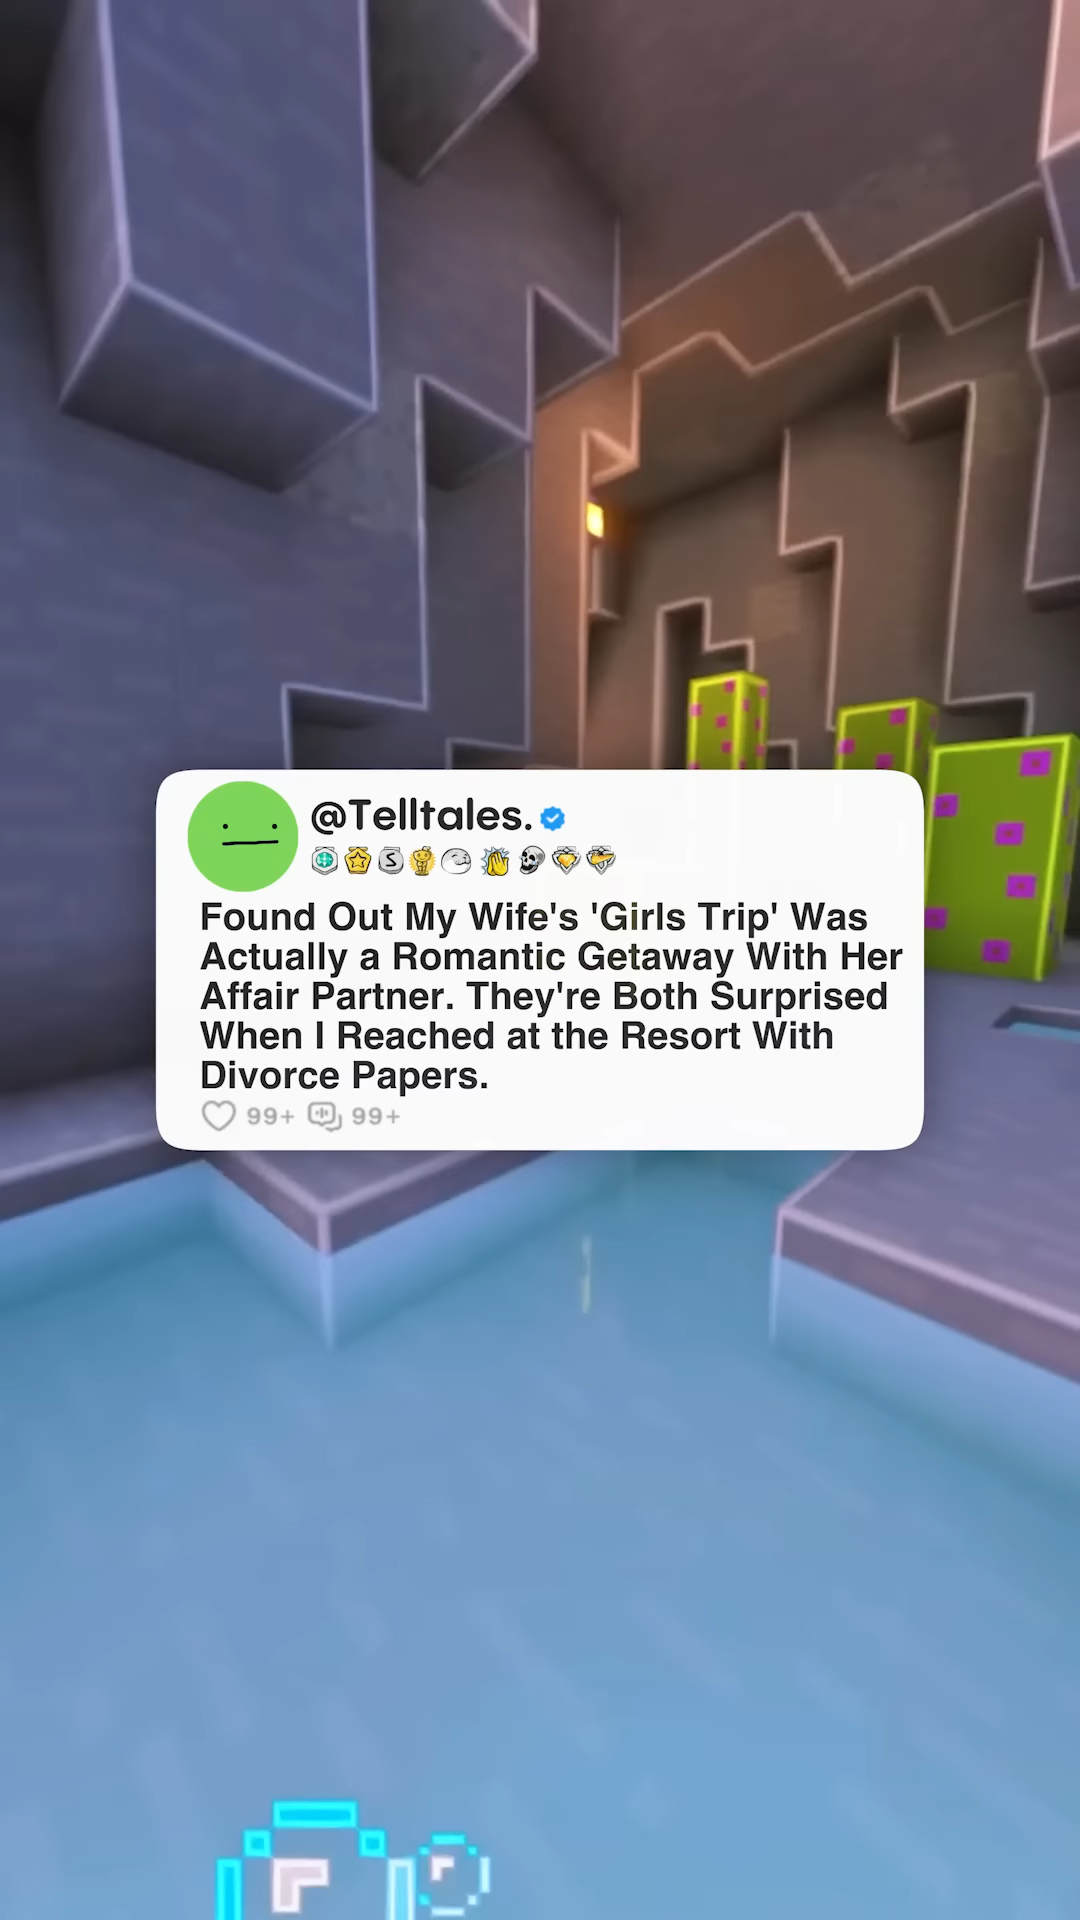 @Telltales.
Found Out My Wife's 'Girls Trip' Was
Actually a Romantic Getaway With Her
Affair Partner. They're Both Surprised
When I Reached at the Resort With
Divorce Papers.
99+ 99+